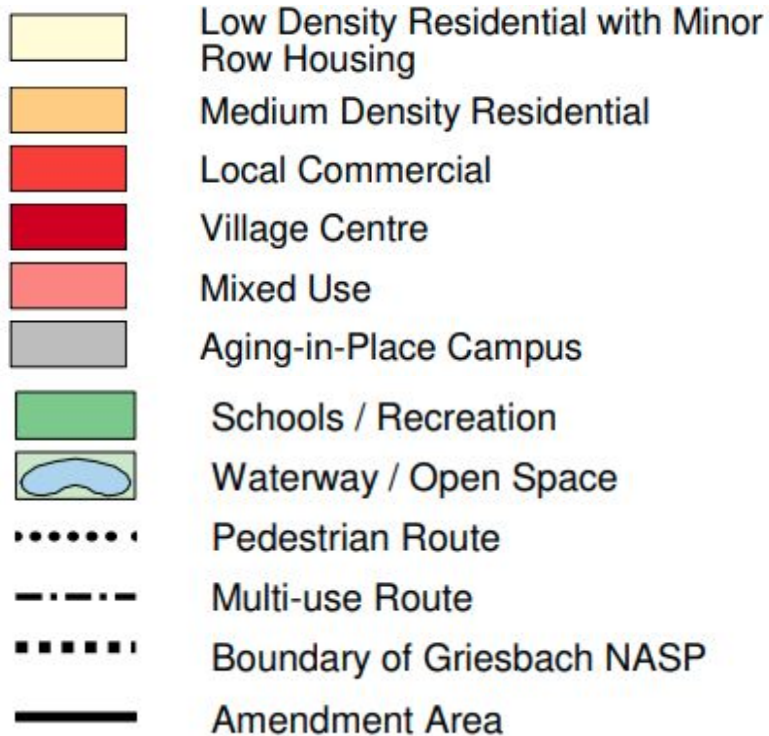 Low Density Residential with Minor
Row Housing
Medium Density Residential
Local Commercial
Village Centre
Mixed Use
Aging-in-Place Campus
Schools / Recreation
Waterway / Open Space
Pedestrian Route
Multi-use Route
Boundary of Griesbach NASP
Amendment Area